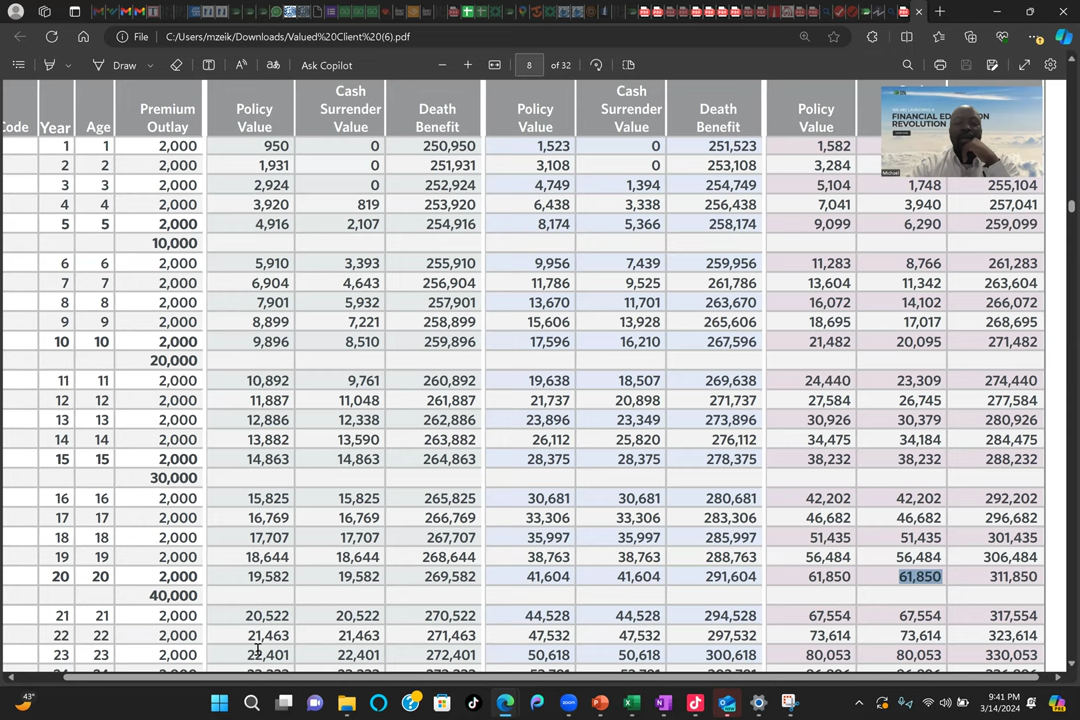 File C:/Users/mzeik/Downloads/Valued%20Client%20(6).pdf
Draw Ask Copilot 8 of 32
Code Year Age Premium Outlay Policy Value Cash Surrender Value Death Benefit Policy Value Cash Surrender Value Death Benefit Policy Value
FINANCIAL
REVOLUTION
Michael
1 1 2,000 950 0 250,950 1,523 0 251,523 1,582
2 2 2,000 1,931 0 251,931 3,108 0 253,108 3,284
3 3 2,000 2,924 0 252,924 4,749 1,394 254,749 5,104 1,748 255,104
4 4 2,000 3,920 819 253,920 6,438 3,338 256,438 7,041 3,940 257,041
5 5 2,000 4,916 2,107 254,916 8,174 5,366 258,174 9,099 6,290 259,099
10,000
6 6 2,000 5,910 3,393 255,910 9,956 7,439 259,956 11,283 8,766 261,283
7 7 2,000 6,904 4,643 256,904 11,786 9,525 261,786 13,604 11,342 263,604
8 8 2,000 7,901 5,932 257,901 13,670 11,701 263,670 16,072 14,102 266,072
9 9 2,000 8,899 7,221 258,899 15,606 13,928 265,606 18,695 17,017 268,695
10 10 2,000 9,896 8,510 259,896 17,596 16,210 267,596 21,482 20,095 271,482
20,000
11 11 2,000 10,892 9,761 260,892 19,638 18,507 269,638 24,440 23,309 274,440
12 12 2,000 11,887 11,048 261,887 21,737 20,898 271,737 27,584 26,745 277,584
13 13 2,000 12,886 12,338 262,886 23,896 23,349 273,896 30,926 30,379 280,926
14 14 2,000 13,882 13,590 263,882 26,112 25,820 276,112 34,475 34,184 284,475
15 15 2,000 14,863 14,863 264,863 28,375 28,375 278,375 38,232 38,232 288,232
30,000
16 16 2,000 15,825 15,825 265,825 30,681 30,681 280,681 42,202 42,202 292,202
17 17 2,000 16,769 16,769 266,769 33,306 33,306 283,306 46,682 46,682 296,682
18 18 2,000 17,707 17,707 267,707 35,997 35,997 285,997 51,435 51,435 301,435
19 19 2,000 18,644 18,644 268,644 38,763 38,763 288,763 56,484 56,484 306,484
20 20 2,000 19,582 19,582 269,582 41,604 41,604 291,604 61,850 61,850 311,850
40,000
21 21 2,000 20,522 20,522 270,522 44,528 44,528 294,528 67,554 67,554 317,554
22 22 2,000 21,463 21,463 271,463 47,532 47,532 297,532 73,614 73,614 323,614
23 23 2,000 22,401 22,401 272,401 50,618 50,618 300,618 80,053 80,053 330,053
43°
9:41 PM
3/14/2024